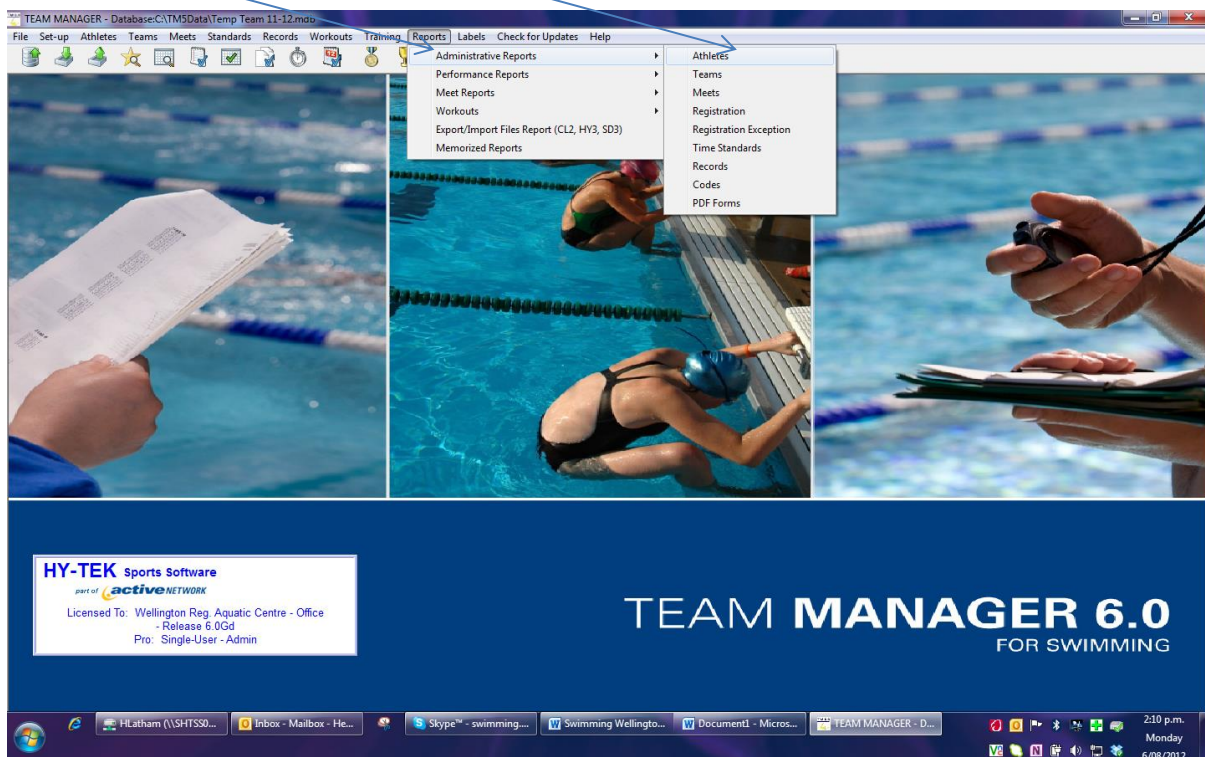 TEAM MANAGER - Database:C:\TM5Data\Temp Team 11-12.mdb
File Set-up Athletes Teams Meets Standards Records Workouts Training Reports Labels Check for Updates Help
Administrative Reports
Performance Reports
Meet Reports
Workouts
Export/Import Files Report (CL2, HY3, SD3)
Memorized Reports
Athletes
Teams
Meets
Registration
Registration Exception
Time Standards
Records
Codes
PDF Forms
HY-TEK Sports Software
part of active NETWORK
Licensed To: Wellington Reg. Aquatic Centre - Office
- Release 6.0Gd
Pro: Single-User - Admin
TEAM MANAGER 6.0
FOR SWIMMING
HLatham (\\SHTSS0...
Inbox - Mailbox - He...
Skype™ - swimming....
Swimming Wellingto...
Document1 - Micros...
TEAM MANAGER - D...
2:10 p.m.
Monday
6/08/2012